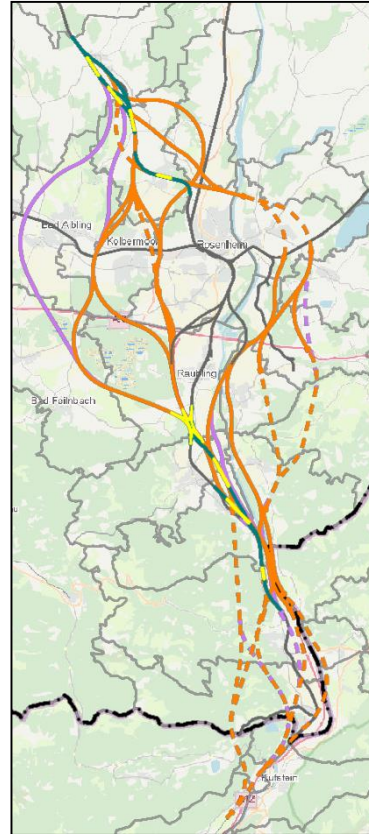 Bad Aibling
Kolbermoor
Rosenheim
Raubling
Bad Feilnbach
Kufstein